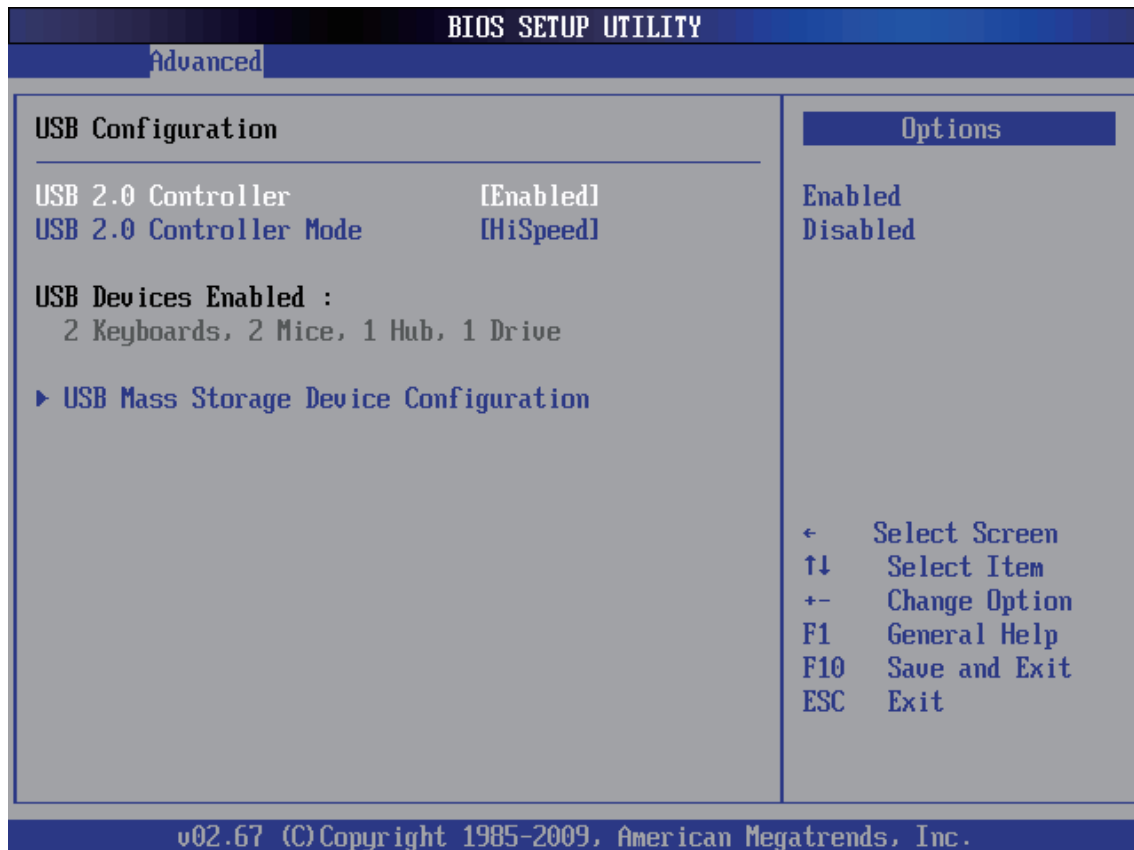 BIOS SETUP UTILITY
Advanced
USB Configuration
USB 2.0 Controller [Enabled]
USB 2.0 Controller Mode [HiSpeed]
USB Devices Enabled :
2 Keyboards, 2 Mice, 1 Hub, 1 Drive
▶ USB Mass Storage Device Configuration
Options
Enabled
Disabled
← Select Screen
↑↓ Select Item
+- Change Option
F1 General Help
F10 Save and Exit
ESC Exit
v02.67 (C)Copyright 1985-2009, American Megatrends, Inc.